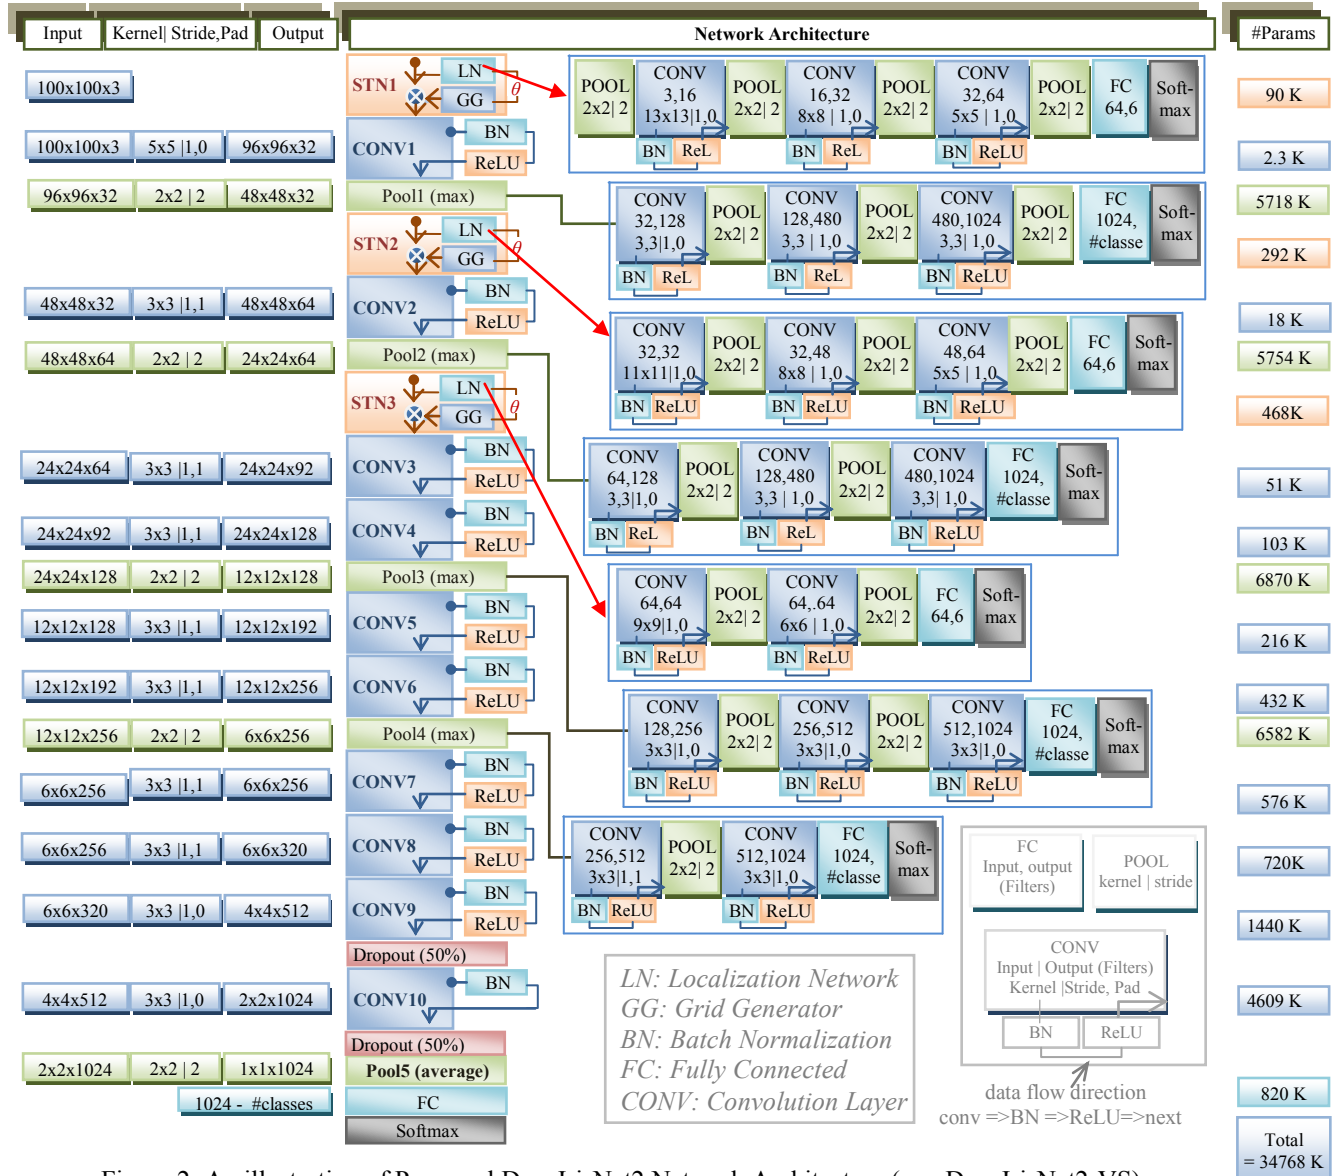 Input Kernel| Stride,Pad Output Network Architecture #Params
100x100x3
STN1 LN GG θ
POOL 2x2| 2
CONV 3,16 13x13|1,0 BN ReL
POOL 2x2| 2
CONV 16,32 8x8 | 1,0 BN ReL
POOL 2x2| 2
CONV 32,64 5x5 | 1,0 BN ReLU
POOL 2x2| 2
FC 64,6
Soft-max
90 K
100x100x3 5x5 |1,0 96x96x32 CONV1 BN ReLU 2.3 K
96x96x32 2x2 | 2 48x48x32 Pool1 (max)
CONV 32,128 3,3|1,0 BN ReL
POOL 2x2| 2
CONV 128,480 3,3 | 1,0 BN ReL
POOL 2x2| 2
CONV 480,1024 3,3| 1,0 BN ReLU
POOL 2x2| 2
FC 1024, #classe
Soft-max
5718 K
STN2 LN GG θ
292 K
48x48x32 3x3 |1,1 48x48x64 CONV2 BN ReLU
CONV 32,32 11x11|1,0 BN ReLU
POOL 2x2| 2
CONV 32,48 8x8 | 1,0 BN ReLU
POOL 2x2| 2
CONV 48,64 5x5 | 1,0 BN ReLU
POOL 2x2| 2
FC 64,6
Soft-max
18 K
48x48x64 2x2 | 2 24x24x64 Pool2 (max) 5754 K
STN3 LN GG θ
468K
24x24x64 3x3 |1,1 24x24x92 CONV3 BN ReLU
CONV 64,128 3,3|1,0 BN ReL
POOL 2x2| 2
CONV 128,480 3,3 | 1,0 BN ReL
POOL 2x2| 2
CONV 480,1024 3,3| 1,0 BN ReLU
FC 1024, #classe
Soft-max
51 K
24x24x92 3x3 |1,1 24x24x128 CONV4 BN ReLU 103 K
24x24x128 2x2 | 2 12x12x128 Pool3 (max) 6870 K
CONV 64,64 9x9|1,0 BN ReLU
POOL 2x2| 2
CONV 64,.64 6x6 | 1,0 BN ReLU
POOL 2x2| 2
FC 64,6
Soft-max
12x12x128 3x3 |1,1 12x12x192 CONV5 BN ReLU 216 K
12x12x192 3x3 |1,1 12x12x256 CONV6 BN ReLU 432 K
CONV 128,256 3x3|1,0 BN ReLU
POOL 2x2| 2
CONV 256,512 3x3|1,0 BN ReLU
POOL 2x2| 2
CONV 512,1024 3x3|1,0 BN ReLU
FC 1024, #classe
Soft-max
12x12x256 2x2 | 2 6x6x256 Pool4 (max) 6582 K
6x6x256 3x3 |1,1 6x6x256 CONV7 BN ReLU 576 K
6x6x256 3x3 |1,1 6x6x320 CONV8 BN ReLU
CONV 256,512 3x3|1,1 BN ReLU
POOL 2x2| 2
CONV 512,1024 3x3|1,0 BN ReLU
FC 1024, #classe
Soft-max
720K
6x6x320 3x3 |1,0 4x4x512 CONV9 BN ReLU 1440 K
Dropout (50%)
4x4x512 3x3 |1,0 2x2x1024 CONV10 BN 4609 K
Dropout (50%)
2x2x1024 2x2 | 2 1x1x1024 Pool5 (average)
1024 - #classes FC 820 K
Softmax
Total = 34768 K
LN: Localization Network
GG: Grid Generator
BN: Batch Normalization
FC: Fully Connected
CONV: Convolution Layer
FC
Input, output
(Filters)
POOL
kernel | stride
CONV
Input | Output (Filters)
Kernel |Stride, Pad
BN ReLU
data flow direction
conv =>BN =>ReLU=>next